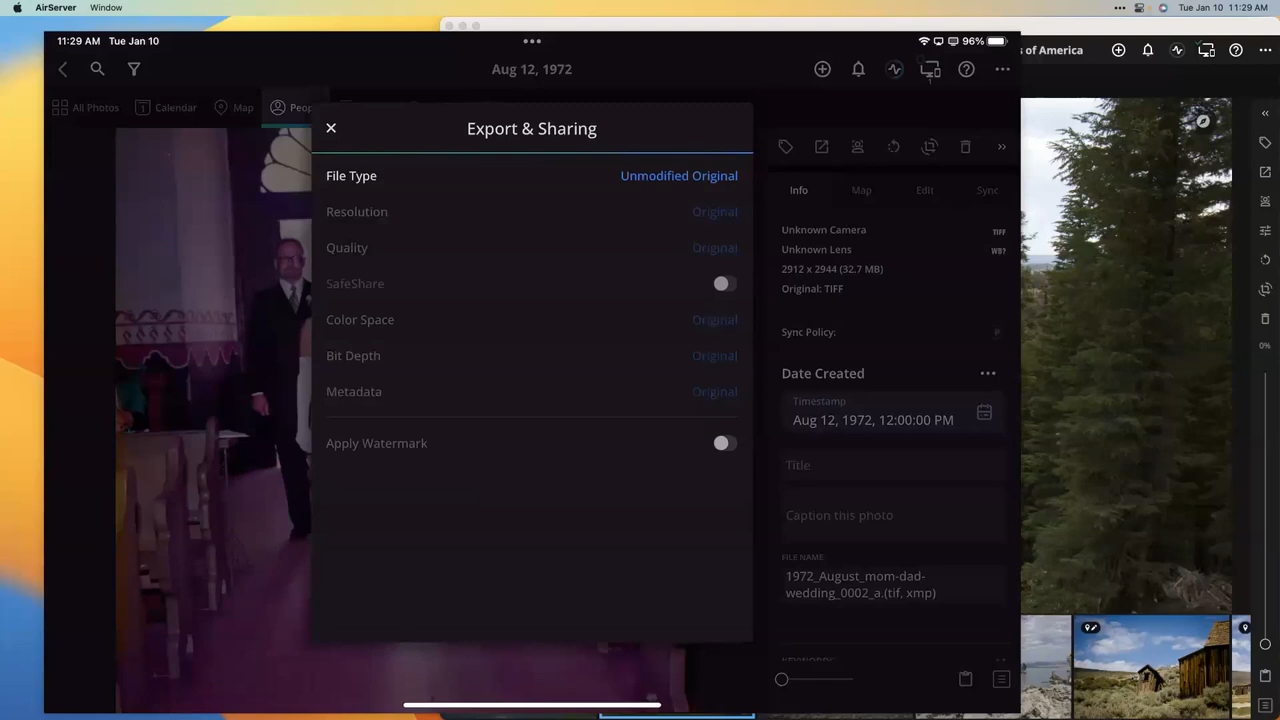 AirServer Window
Tue Jan 10 11:29 AM
11:29 AM Tue Jan 10
96%
Aug 12, 1972
s of America
1
All Photos
Calendar
Map
Peop
Export & Sharing
File Type Unmodified Original
Resolution Original
Quality Original
SafeShare
Color Space Original
Bit Depth Original
Metadata Original
Apply Watermark
Info Map Edit Sync
Unknown Camera TIFF
Unknown Lens WB?
2912 x 2944 (32.7 MB)
Original: TIFF
Sync Policy: P
Date Created
Timestamp
Aug 12, 1972, 12:00:00 PM
Title
Caption this photo
FILE NAME
1972_August_mom-dad-
wedding_0002_a.(tif, xmp)
0%